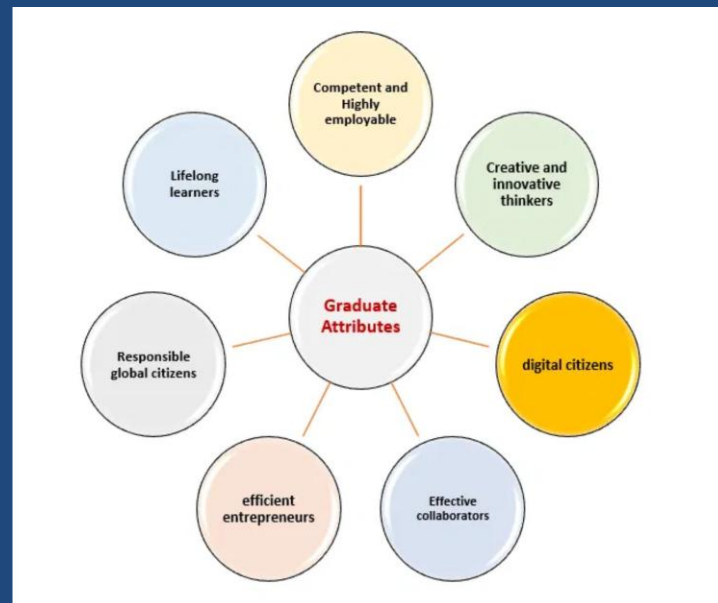 Competent and
Highly
employable
Creative and
innovative
thinkers
digital citizens
Effective
collaborators
efficient
entrepreneurs
Responsible
global citizens
Lifelong
learners
Graduate
Attributes